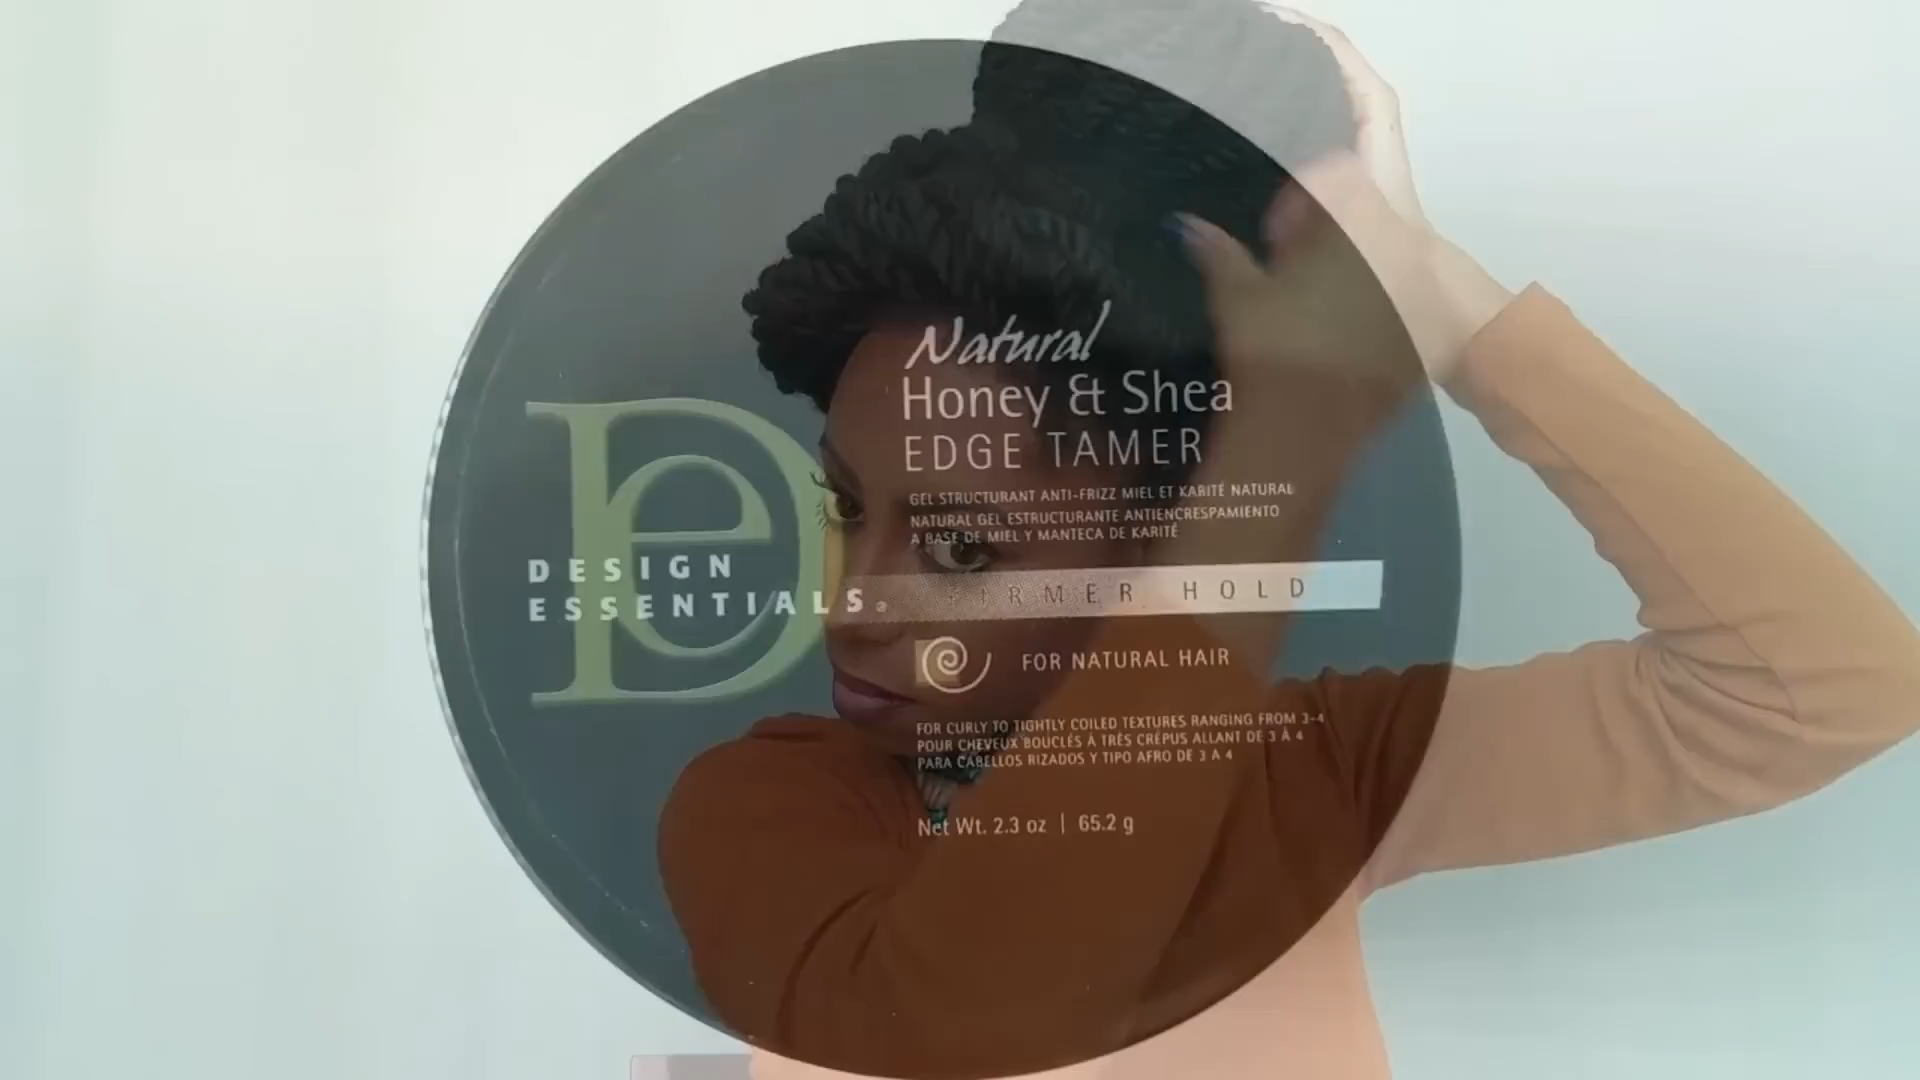 De
DESIGN
ESSENTIALS®
Natural
Honey & Shea
EDGE TAMER
GEL STRUCTURANT ANTI-FRIZZ MIEL ET KARITÉ NATURAL
NATURAL GEL ESTRUCTURANTE ANTIENCRESPAMIENTO
A BASE DE MIEL Y MANTECA DE KARITÉ
FIRMER HOLD
FOR NATURAL HAIR
FOR CURLY TO TIGHTLY COILED TEXTURES RANGING FROM 3-4
POUR CHEVEUX BOUCLÉS À TRÈS CRÉPUS ALLANT DE 3 À 4
PARA CABELLOS RIZADOS Y TIPO AFRO DE 3 A 4
Net Wt. 2.3 oz | 65.2 g